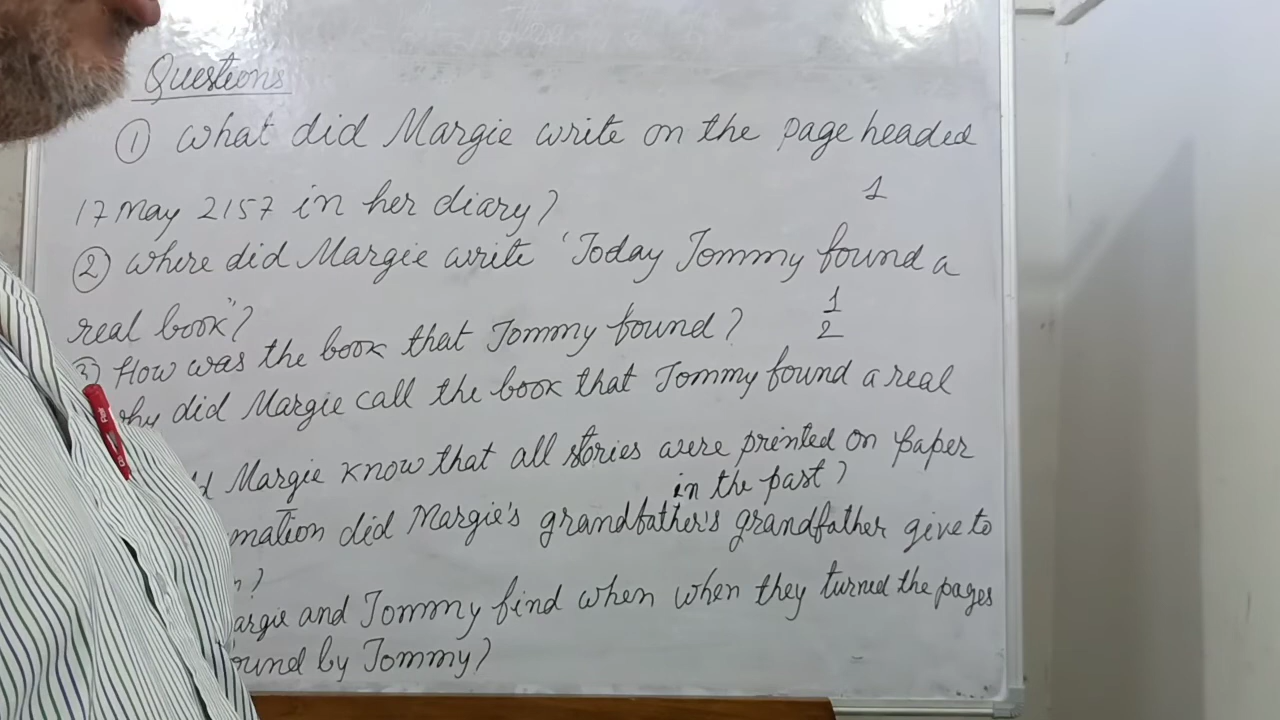 Questions
① what did Margie write on the page headed
1
17 May 2157 in her diary?
② where did Margie write 'Today Tommy found a
real book"?
1
2
3) How was the book that Tommy found?
did Margie call the book that Tommy found a real
Margie know that all stories were printed on paper
in the past?
did Margie's grandfather's grandfather give to
and Tommy find when when they turned the pages
by Tommy?